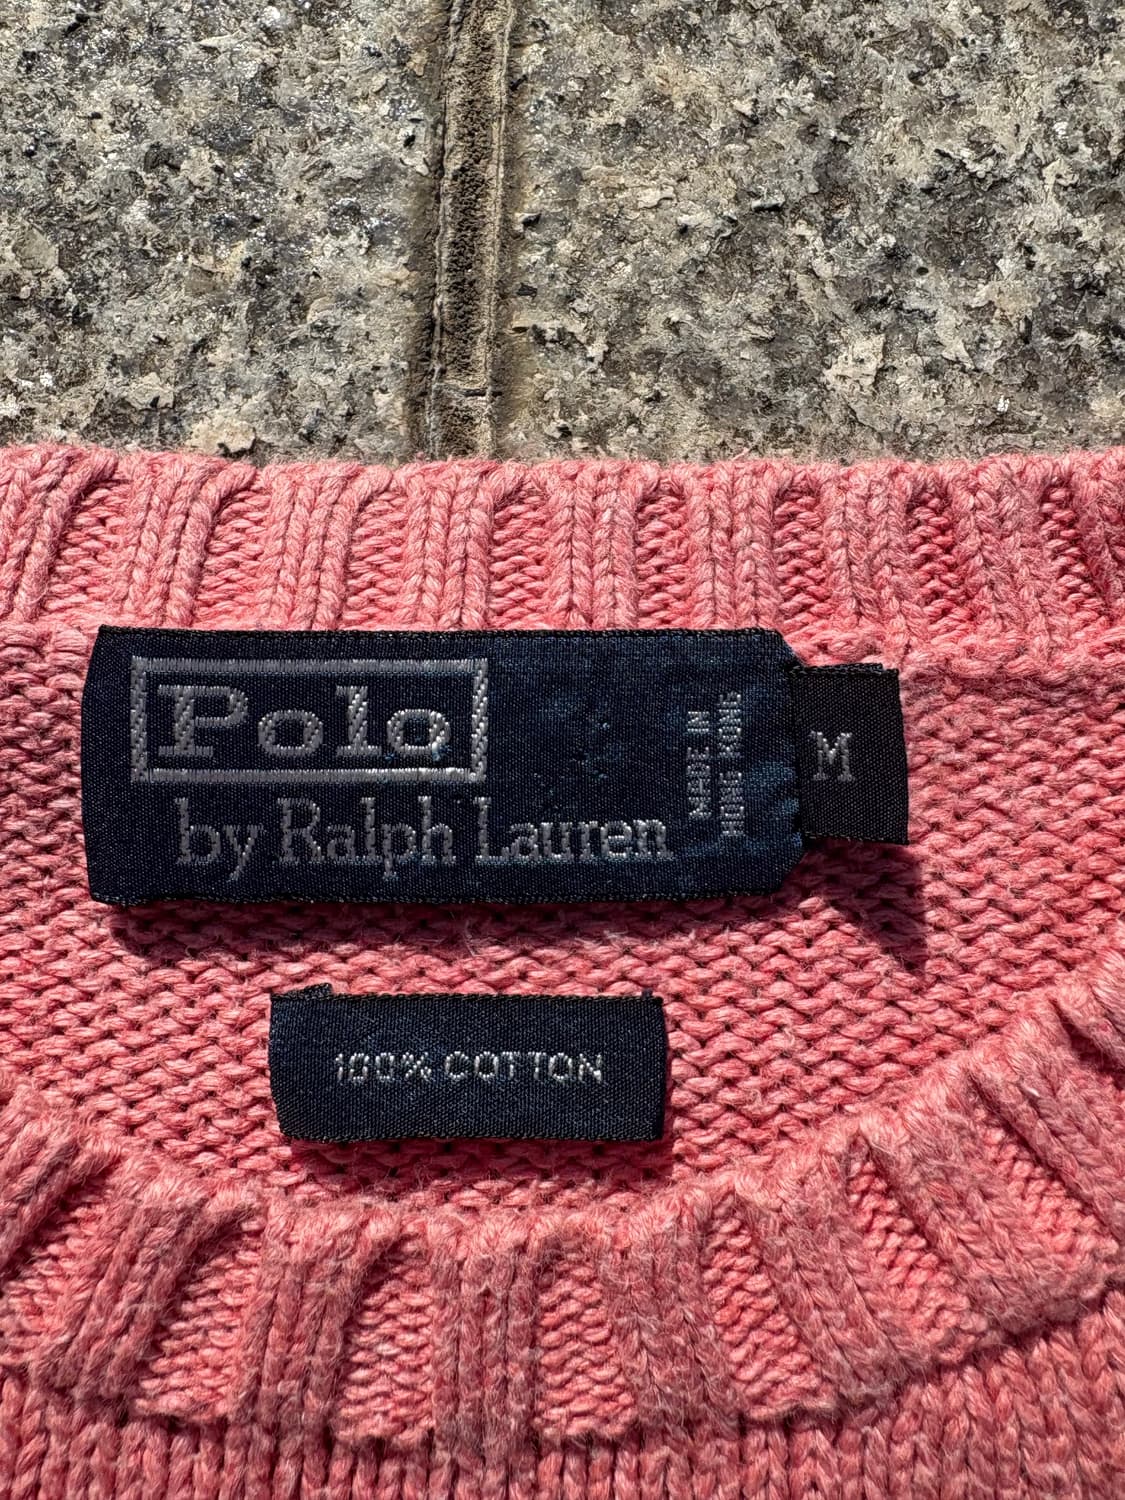 Polo
by Ralph Lauren
MADE IN
HONG KONG
M
100% COTTON